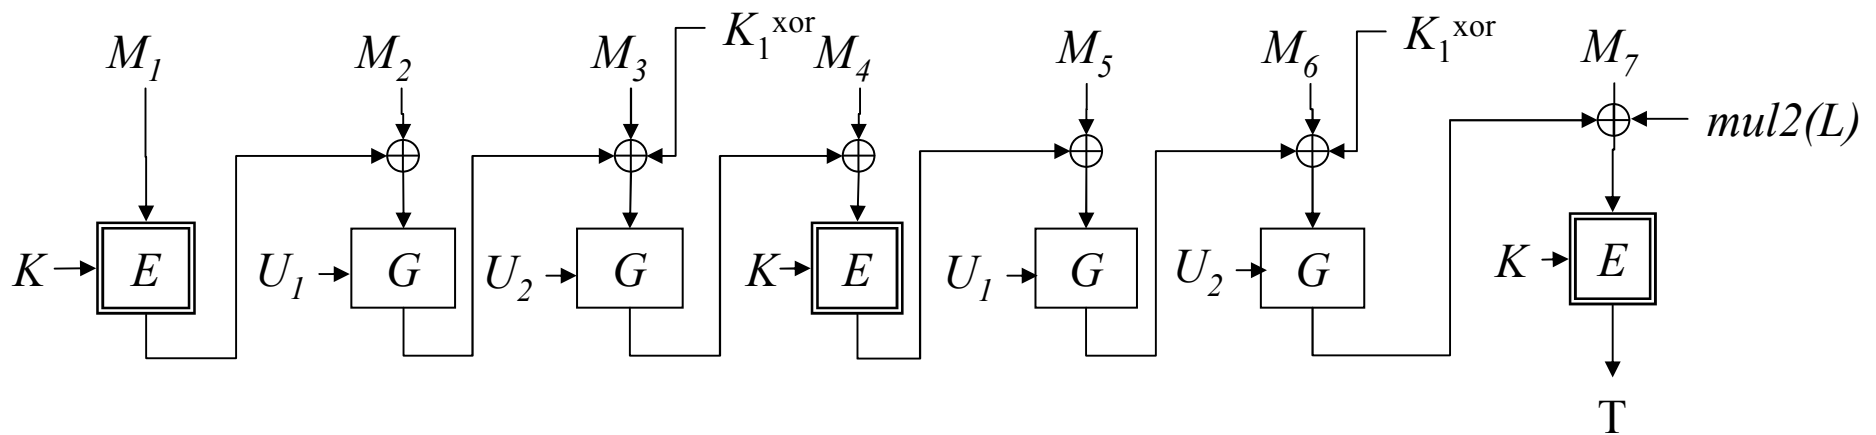 M₁ M₂ M₃ K₁ˣᵒʳ M₄ M₅ M₆ K₁ˣᵒʳ M₇
mul2(L)
K E U₁ G U₂ G K E U₁ G U₂ G K E
T